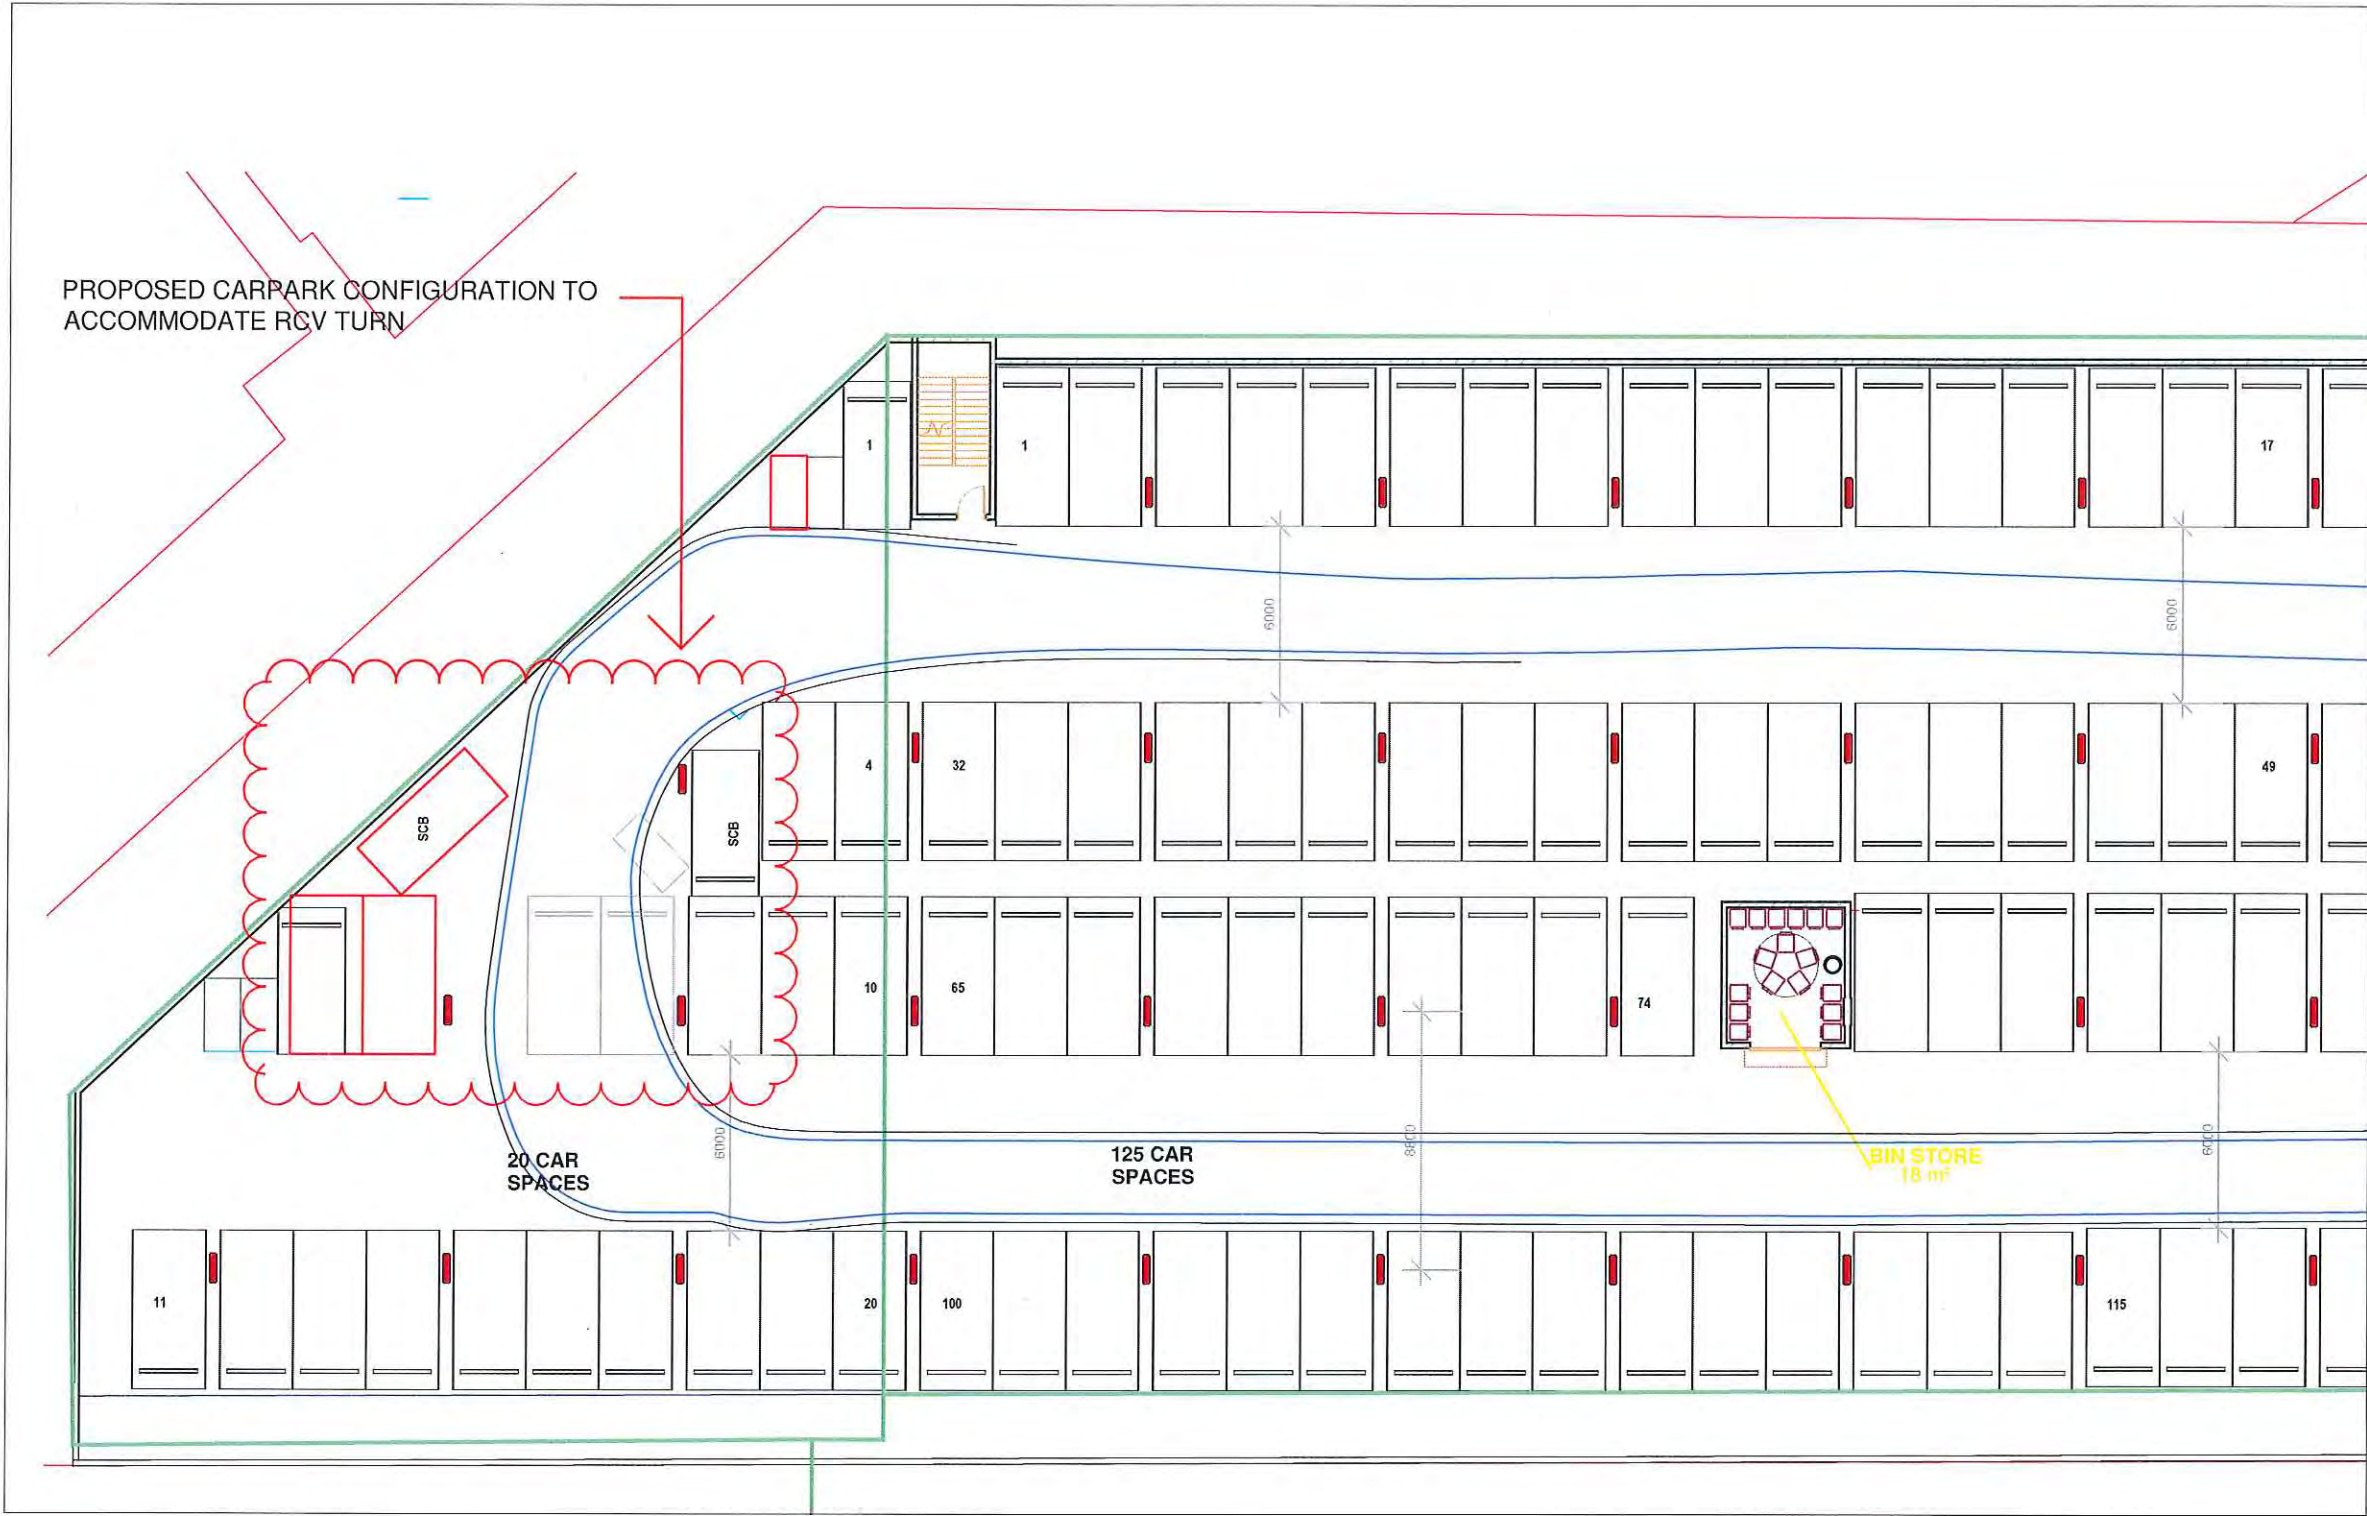 PROPOSED CARPARK CONFIGURATION TO
ACCOMMODATE RCV TURN
1
1
17
6000
6000
4
32
49
SCB
SCB
10
65
74
6000
8800
6000
20 CAR
SPACES
125 CAR
SPACES
BIN STORE
18 m²
11
20
100
115